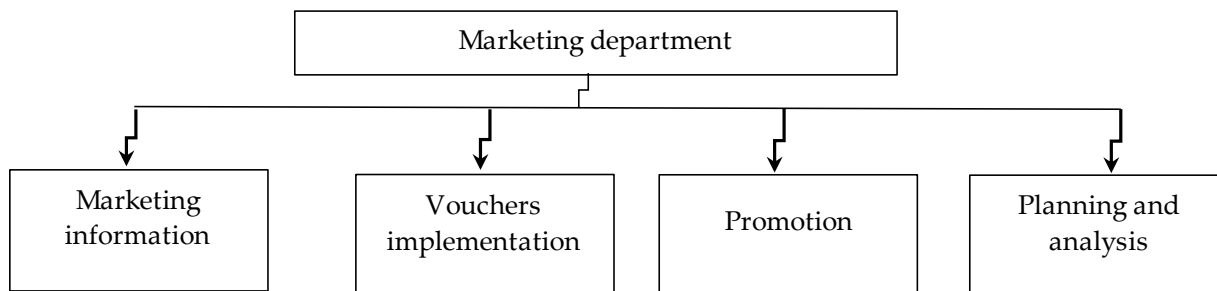 Marketing department
Marketing
information
Vouchers
implementation
Promotion
Planning and
analysis